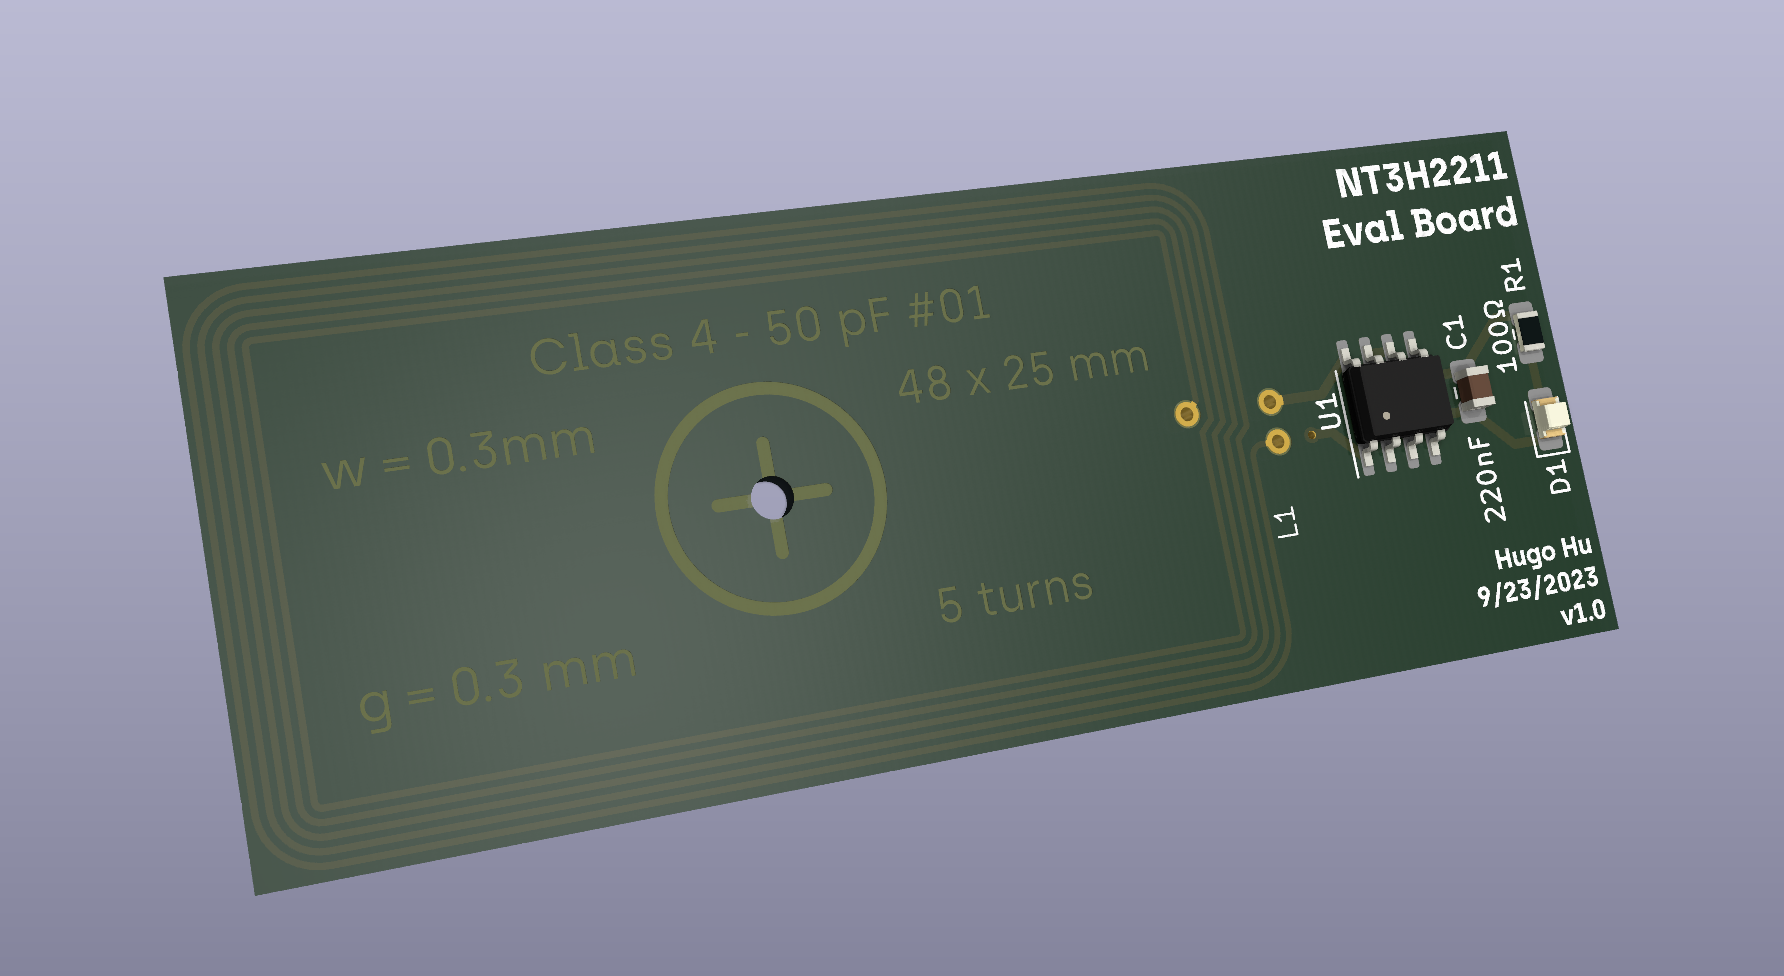 NT3H2211
Eval Board
Class 4 - 50 pF #01
48 x 25 mm
w = 0.3mm
5 turns
g = 0.3 mm
R1
100Ω
C1
220nF
U1
D1
L1
Hugo Hu
9/23/2023
v1.0